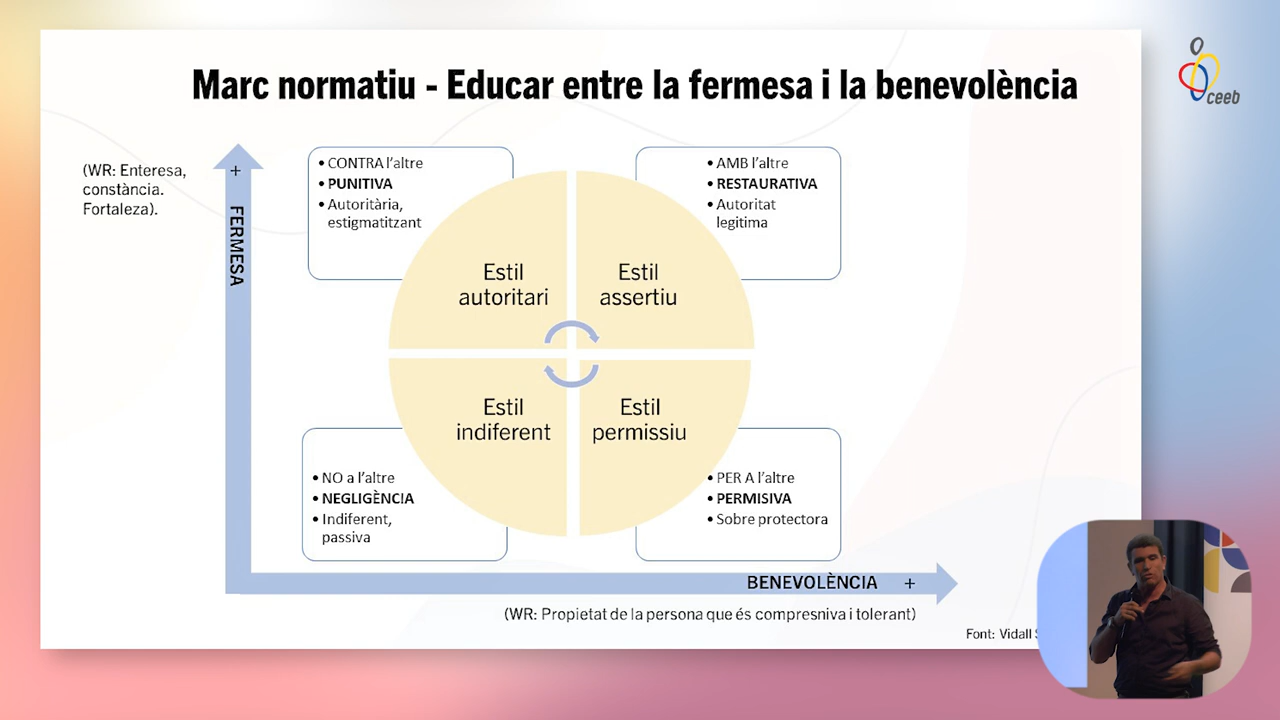 Marc normatiu - Educar entre la fermesa i la benevolència
ceeb
(WR: Enteresa,
constància.
Fortaleza).
+
FERMESA
• CONTRA l'altre
• PUNITIVA
• Autoritària,
estigmatitzant
• AMB l'altre
• RESTAURATIVA
• Autoritat
legitima
Estil
autoritari
Estil
assertiu
Estil
indiferent
Estil
permissiu
• NO a l'altre
• NEGLIGÈNCIA
• Indiferent,
passiva
• PER A l'altre
• PERMISIVA
• Sobre protectora
BENEVOLÈNCIA +
(WR: Propietat de la persona que és compresniva i tolerant)
Font: Vidall